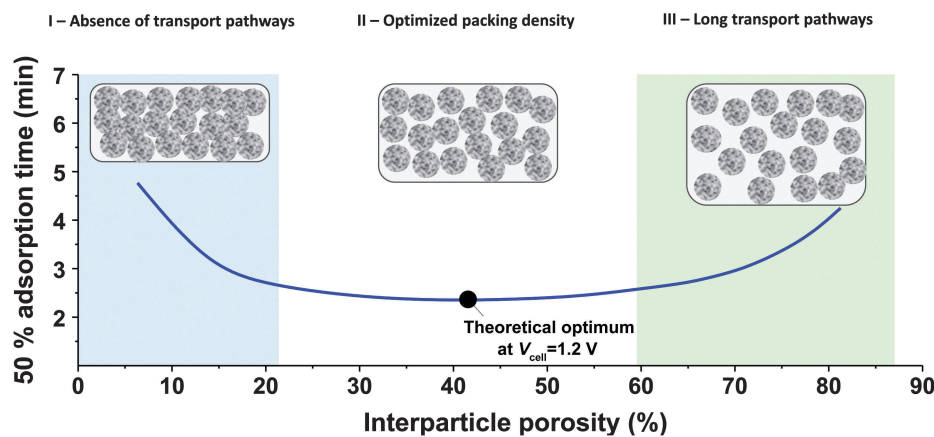 I – Absence of transport pathways
II – Optimized packing density
III – Long transport pathways
50 % adsorption time (min)
7
6
5
4
3
2
Theoretical optimum
at Vcell=1.2 V
0 10 20 30 40 50 60 70 80 90
Interparticle porosity (%)